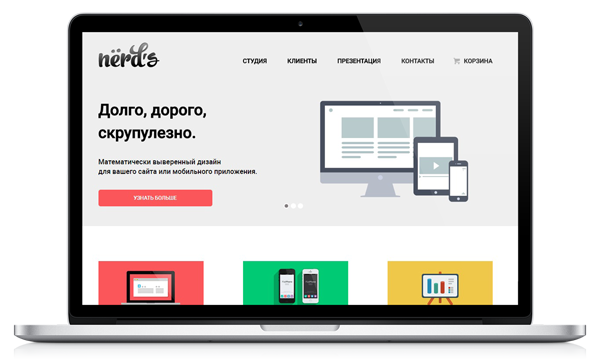 nёrd's
СТУДИЯ КЛИЕНТЫ ПРЕЗЕНТАЦИЯ КОНТАКТЫ КОРЗИНА
Долго, дорого,
скрупулезно.
Математически выверенный дизайн
для вашего сайта или мобильного приложения.
УЗНАТЬ БОЛЬШЕ